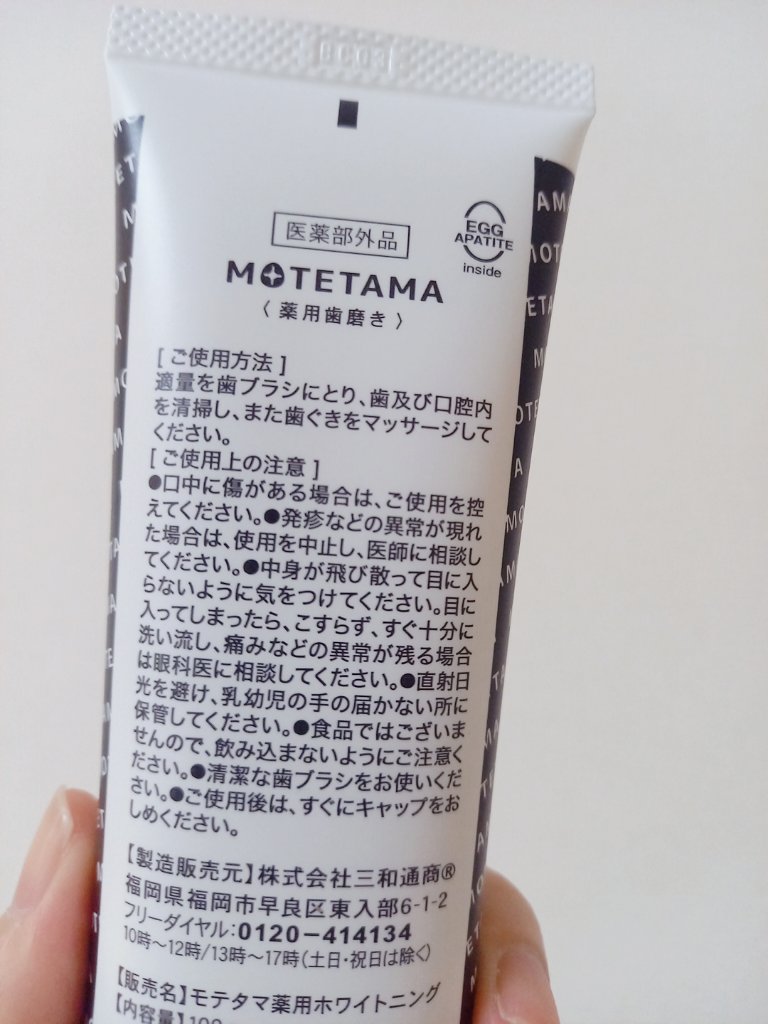 BC03
医薬部外品
EGG
APATITE
inside
MOTETAMA
〈 薬用歯磨き 〉
[ ご使用方法 ]
適量を歯ブラシにとり、歯及び口腔内
を清掃し、また歯ぐきをマッサージして
ください。
[ ご使用上の注意 ]
●口中に傷がある場合は、ご使用を控
えてください。●発疹などの異常が現れ
た場合は、使用を中止し、医師に相談し
てください。●中身が飛び散って目に入
らないように気をつけてください。目に
入ってしまったら、こすらず、すぐ十分に
洗い流し、痛みなどの異常が残る場合
は眼科医に相談してください。●直射日
光を避け、乳幼児の手の届かない所に
保管してください。●食品ではございま
せんので、飲み込まないようにご注意く
ださい。●清潔な歯ブラシをお使いくだ
さい。●ご使用後は、すぐにキャップをお
しめください。
【製造販売元】株式会社三和通商®
福岡県福岡市早良区東入部6-1-2
フリーダイヤル:0120−414134
10時〜12時/13時〜17時(土日・祝日は除く)
【販売名】モテタマ薬用ホワイトニング
【内容量】